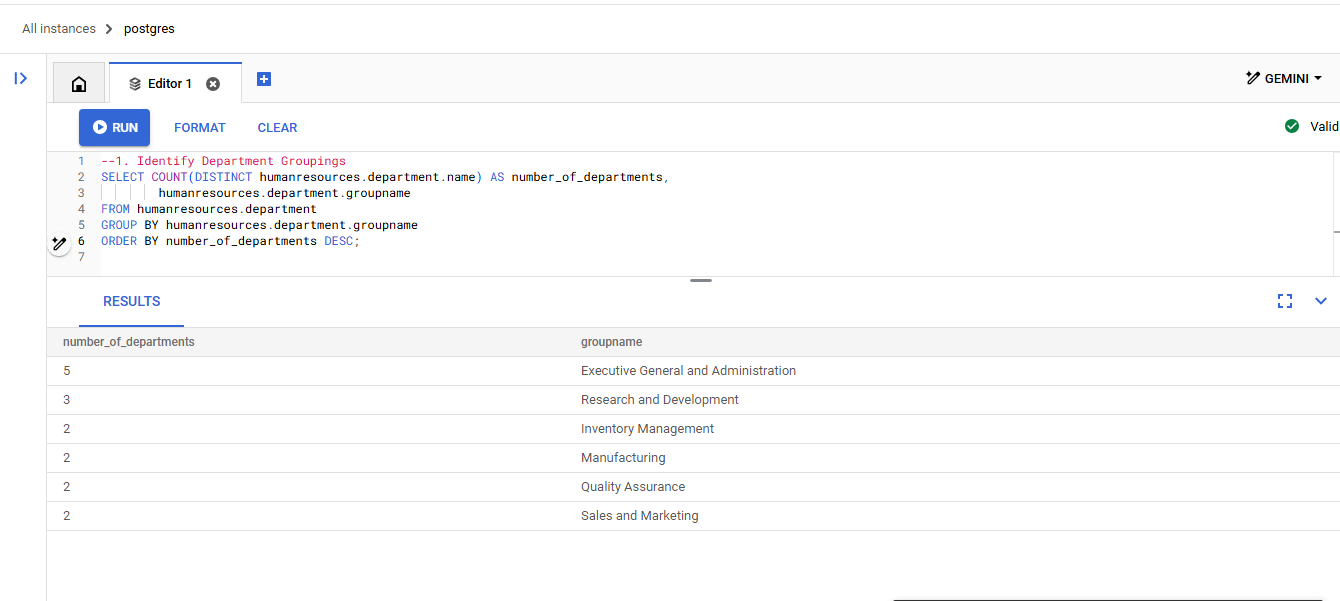 All instances > postgres
Editor 1
GEMINI
RUN FORMAT CLEAR
Valid
1 --1. Identify Department Groupings
2 SELECT COUNT(DISTINCT humanresources.department.name) AS number_of_departments,
3 humanresources.department.groupname
4 FROM humanresources.department
5 GROUP BY humanresources.department.groupname
6 ORDER BY number_of_departments DESC;
7
RESULTS
number_of_departments groupname
5 Executive General and Administration
3 Research and Development
2 Inventory Management
2 Manufacturing
2 Quality Assurance
2 Sales and Marketing